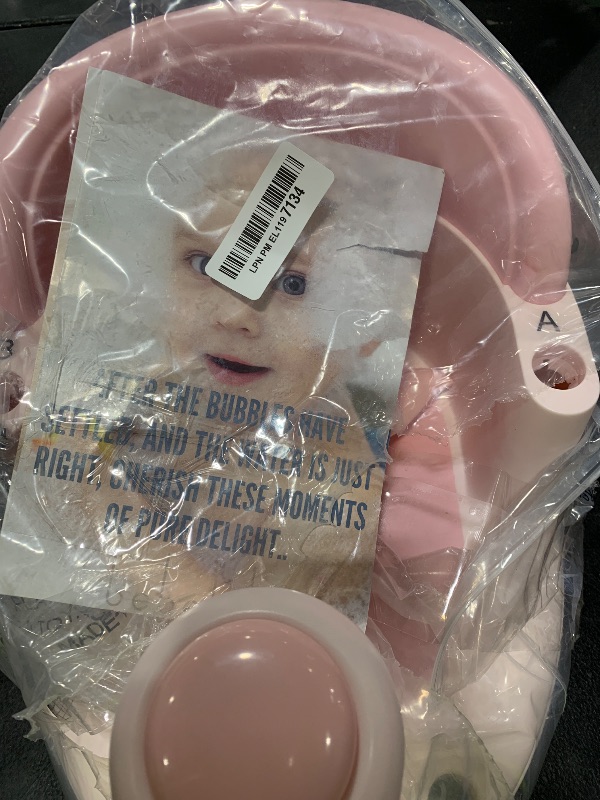 LPN PM EL119 7134
A
AFTER THE BUBBLES HAVE
SETTLED, AND THE WATER IS JUST
RIGHT, CHERISH THESE MOMENTS
OF PURE DELIGHT..
MADE